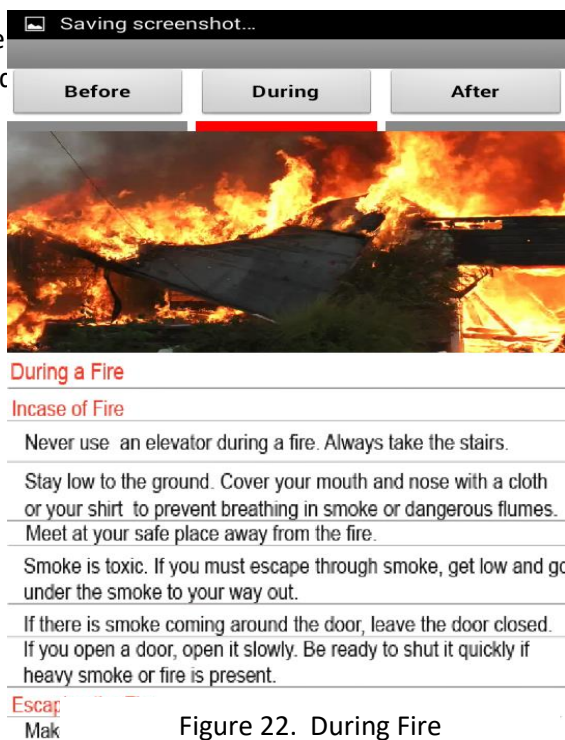 Saving screenshot...
Before
During
After
During a Fire
Incase of Fire
Never use an elevator during a fire. Always take the stairs.
Stay low to the ground. Cover your mouth and nose with a cloth
or your shirt to prevent breathing in smoke or dangerous flumes.
Meet at your safe place away from the fire.
Smoke is toxic. If you must escape through smoke, get low and go
under the smoke to your way out.
If there is smoke coming around the door, leave the door closed.
If you open a door, open it slowly. Be ready to shut it quickly if
heavy smoke or fire is present.
Figure 22. During Fire